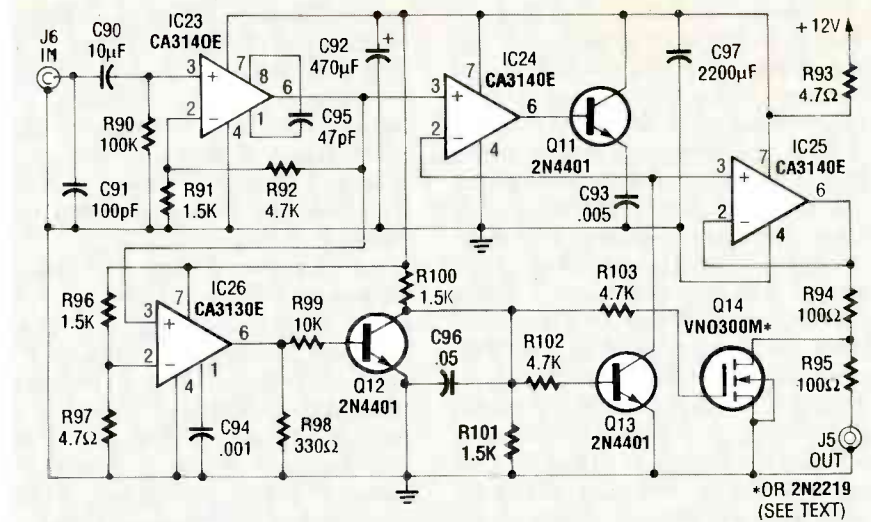 J6
IN
C90
10µF
IC23
CA3140E
3
+
2
−
7
8
6
1
4
C95
47pF
R90
100K
C91
100pF
R91
1.5K
R92
4.7K
C92
470µF
+
IC24
CA3140E
3
+
2
−
7
6
4
Q11
2N4401
C93
.005
C97
2200µF
+12V
R93
4.7Ω
IC25
CA3140E
3
+
2
−
7
6
4
R96
1.5K
R97
4.7Ω
IC26
CA3130E
3
+
2
−
7
6
4
1
C94
.001
R99
10K
R98
330Ω
Q12
2N4401
R100
1.5K
C96
.05
R101
1.5K
R102
4.7K
R103
4.7K
Q13
2N4401
Q14
VN0300M*
R94
100Ω
R95
100Ω
J5
OUT
*OR 2N2219
(SEE TEXT)